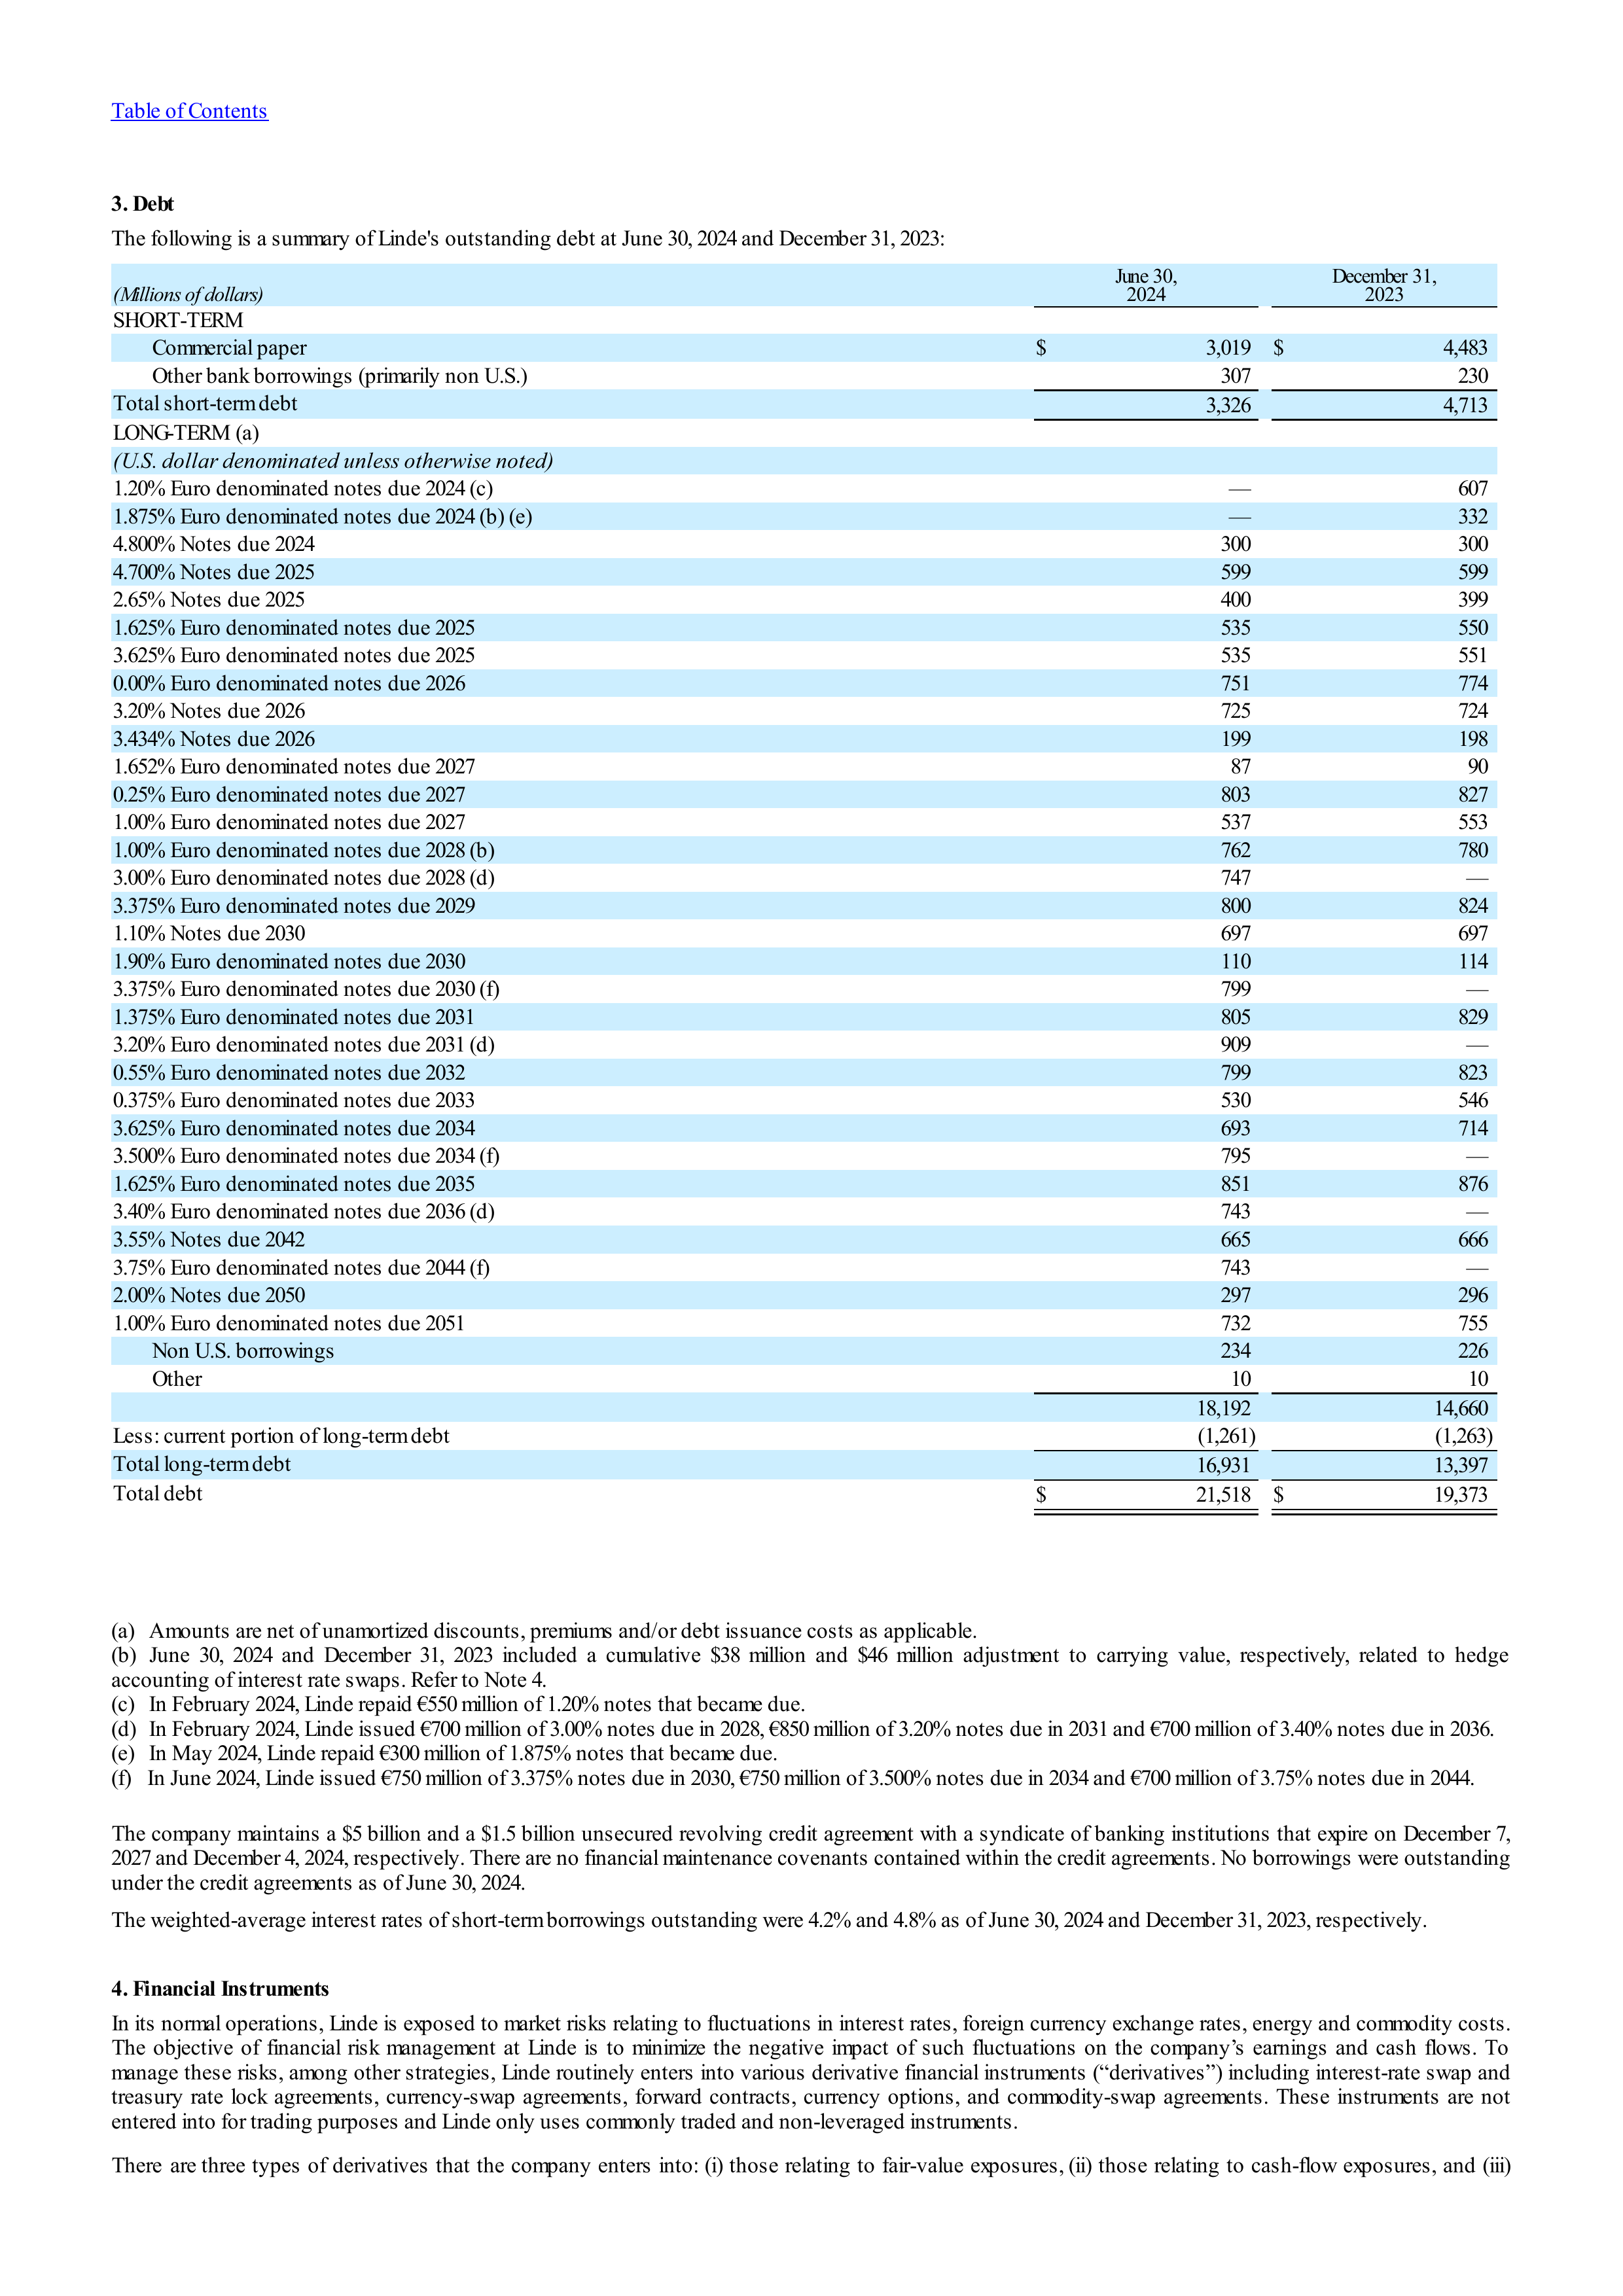 Table of Contents
3. Debt
The following is a summary of Linde's outstanding debt at June 30, 2024 and December 31, 2023:
(Millions of dollars) June 30, 2024 December 31, 2023
SHORT-TERM
Commercial paper $ 3,019 $ 4,483
Other bank borrowings (primarily non U.S.) 307 230
Total short-term debt 3,326 4,713
LONG-TERM (a)
(U.S. dollar denominated unless otherwise noted)
1.20% Euro denominated notes due 2024 (c) — 607
1.875% Euro denominated notes due 2024 (b) (e) — 332
4.800% Notes due 2024 300 300
4.700% Notes due 2025 599 599
2.65% Notes due 2025 400 399
1.625% Euro denominated notes due 2025 535 550
3.625% Euro denominated notes due 2025 535 551
0.00% Euro denominated notes due 2026 751 774
3.20% Notes due 2026 725 724
3.434% Notes due 2026 199 198
1.652% Euro denominated notes due 2027 87 90
0.25% Euro denominated notes due 2027 803 827
1.00% Euro denominated notes due 2027 537 553
1.00% Euro denominated notes due 2028 (b) 762 780
3.00% Euro denominated notes due 2028 (d) 747 —
3.375% Euro denominated notes due 2029 800 824
1.10% Notes due 2030 697 697
1.90% Euro denominated notes due 2030 110 114
3.375% Euro denominated notes due 2030 (f) 799 —
1.375% Euro denominated notes due 2031 805 829
3.20% Euro denominated notes due 2031 (d) 909 —
0.55% Euro denominated notes due 2032 799 823
0.375% Euro denominated notes due 2033 530 546
3.625% Euro denominated notes due 2034 693 714
3.500% Euro denominated notes due 2034 (f) 795 —
1.625% Euro denominated notes due 2035 851 876
3.40% Euro denominated notes due 2036 (d) 743 —
3.55% Notes due 2042 665 666
3.75% Euro denominated notes due 2044 (f) 743 —
2.00% Notes due 2050 297 296
1.00% Euro denominated notes due 2051 732 755
Non U.S. borrowings 234 226
Other 10 10
18,192 14,660
Less: current portion of long-term debt (1,261) (1,263)
Total long-term debt 16,931 13,397
Total debt $ 21,518 $ 19,373
(a) Amounts are net of unamortized discounts, premiums and/or debt issuance costs as applicable.
(b) June 30, 2024 and December 31, 2023 included a cumulative $38 million and $46 million adjustment to carrying value, respectively, related to hedge
accounting of interest rate swaps. Refer to Note 4.
(c) In February 2024, Linde repaid €550 million of 1.20% notes that became due.
(d) In February 2024, Linde issued €700 million of 3.00% notes due in 2028, €850 million of 3.20% notes due in 2031 and €700 million of 3.40% notes due in 2036.
(e) In May 2024, Linde repaid €300 million of 1.875% notes that became due.
(f) In June 2024, Linde issued €750 million of 3.375% notes due in 2030, €750 million of 3.500% notes due in 2034 and €700 million of 3.75% notes due in 2044.
The company maintains a $5 billion and a $1.5 billion unsecured revolving credit agreement with a syndicate of banking institutions that expire on December 7,
2027 and December 4, 2024, respectively. There are no financial maintenance covenants contained within the credit agreements. No borrowings were outstanding
under the credit agreements as of June 30, 2024.
The weighted-average interest rates of short-term borrowings outstanding were 4.2% and 4.8% as of June 30, 2024 and December 31, 2023, respectively.
4. Financial Instruments
In its normal operations, Linde is exposed to market risks relating to fluctuations in interest rates, foreign currency exchange rates, energy and commodity costs.
The objective of financial risk management at Linde is to minimize the negative impact of such fluctuations on the company's earnings and cash flows. To
manage these risks, among other strategies, Linde routinely enters into various derivative financial instruments (“derivatives”) including interest-rate swap and
treasury rate lock agreements, currency-swap agreements, forward contracts, currency options, and commodity-swap agreements. These instruments are not
entered into for trading purposes and Linde only uses commonly traded and non-leveraged instruments.
There are three types of derivatives that the company enters into: (i) those relating to fair-value exposures, (ii) those relating to cash-flow exposures, and (iii)